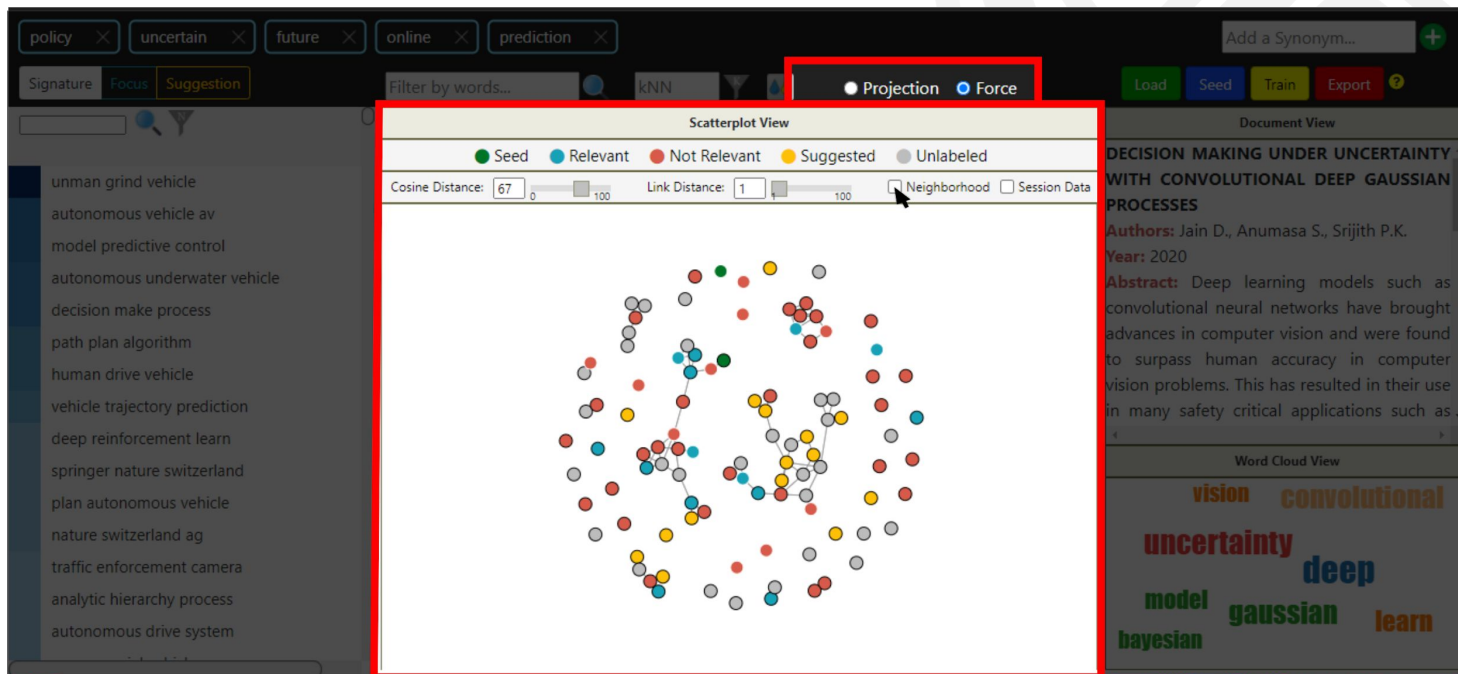 policy × uncertain × future × online × prediction ×
Add a Synonym...
Signature Focus Suggestion
Filter by words...
kNN
Projection Force
Load Seed Train Export ?
Scatterplot View
Seed Relevant Not Relevant Suggested Unlabeled
Cosine Distance: 67 0 100 Link Distance: 1 1 100 Neighborhood Session Data
unman grind vehicle
autonomous vehicle av
model predictive control
autonomous underwater vehicle
decision make process
path plan algorithm
human drive vehicle
vehicle trajectory prediction
deep reinforcement learn
springer nature switzerland
plan autonomous vehicle
nature switzerland ag
traffic enforcement camera
analytic hierarchy process
autonomous drive system
Document View
DECISION MAKING UNDER UNCERTAINTY
WITH CONVOLUTIONAL DEEP GAUSSIAN
PROCESSES
Authors: Jain D., Anumasa S., Srijith P.K.
Year: 2020
Abstract: Deep learning models such as
convolutional neural networks have brought
advances in computer vision and were found
to surpass human accuracy in computer
vision problems. This has resulted in their use
in many safety critical applications such as
Word Cloud View
vision convolutional
uncertainty
deep
model gaussian learn
bayesian